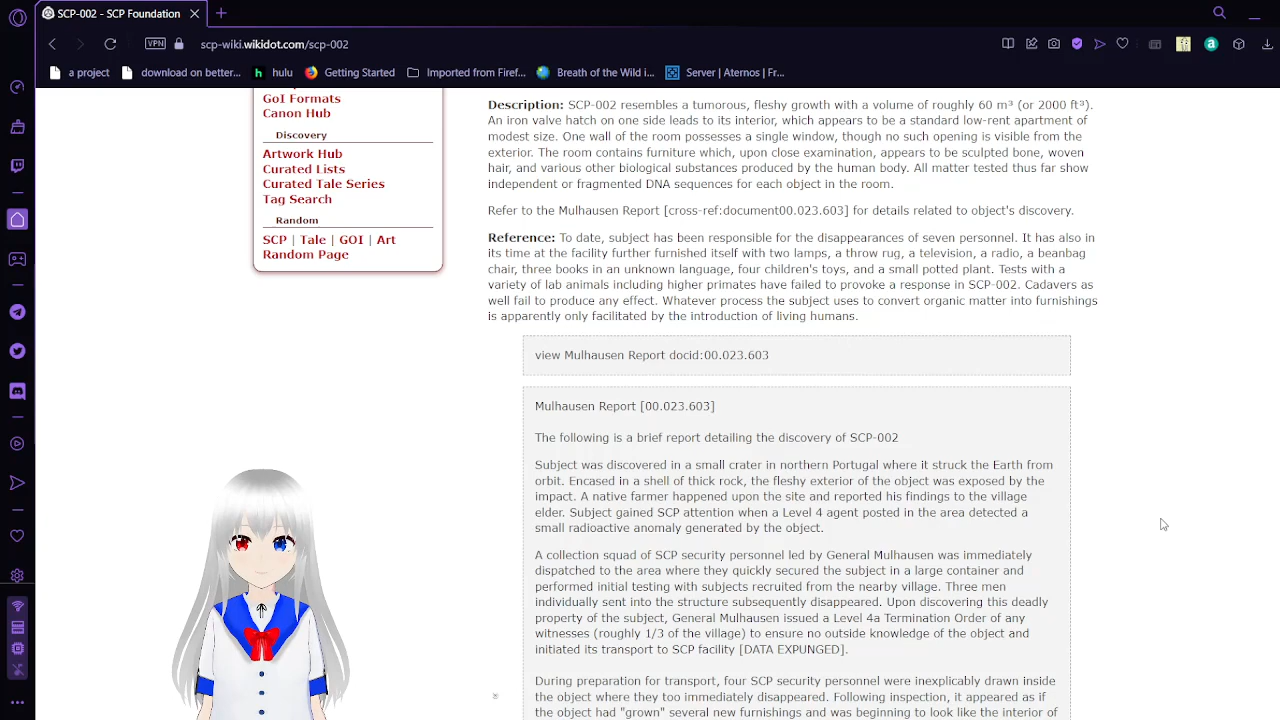 SCP-002 - SCP Foundation
VPN
scp-wiki.wikidot.com/scp-002
a project
download on better...
h hulu
Getting Started
Imported from Firef...
Breath of the Wild i...
Server | Aternos | Fr...
GoI Formats
Canon Hub
Discovery
Artwork Hub
Curated Lists
Curated Tale Series
Tag Search
Random
SCP | Tale | GOI | Art
Random Page
Description: SCP-002 resembles a tumorous, fleshy growth with a volume of roughly 60 m³ (or 2000 ft³).
An iron valve hatch on one side leads to its interior, which appears to be a standard low-rent apartment of
modest size. One wall of the room possesses a single window, though no such opening is visible from the
exterior. The room contains furniture which, upon close examination, appears to be sculpted bone, woven
hair, and various other biological substances produced by the human body. All matter tested thus far show
independent or fragmented DNA sequences for each object in the room.
Refer to the Mulhausen Report [cross-ref:document00.023.603] for details related to object's discovery.
Reference: To date, subject has been responsible for the disappearances of seven personnel. It has also in
its time at the facility further furnished itself with two lamps, a throw rug, a television, a radio, a beanbag
chair, three books in an unknown language, four children's toys, and a small potted plant. Tests with a
variety of lab animals including higher primates have failed to provoke a response in SCP-002. Cadavers as
well fail to produce any effect. Whatever process the subject uses to convert organic matter into furnishings
is apparently only facilitated by the introduction of living humans.
view Mulhausen Report docid:00.023.603
Mulhausen Report [00.023.603]
The following is a brief report detailing the discovery of SCP-002
Subject was discovered in a small crater in northern Portugal where it struck the Earth from
orbit. Encased in a shell of thick rock, the fleshy exterior of the object was exposed by the
impact. A native farmer happened upon the site and reported his findings to the village
elder. Subject gained SCP attention when a Level 4 agent posted in the area detected a
small radioactive anomaly generated by the object.
A collection squad of SCP security personnel led by General Mulhausen was immediately
dispatched to the area where they quickly secured the subject in a large container and
performed initial testing with subjects recruited from the nearby village. Three men
individually sent into the structure subsequently disappeared. Upon discovering this deadly
property of the subject, General Mulhausen issued a Level 4a Termination Order of any
witnesses (roughly 1/3 of the village) to ensure no outside knowledge of the object and
initiated its transport to SCP facility [DATA EXPUNGED].
During preparation for transport, four SCP security personnel were inexplicably drawn inside
the object where they too immediately disappeared. Following inspection, it appeared as if
the object had "grown" several new furnishings and was beginning to look like the interior of